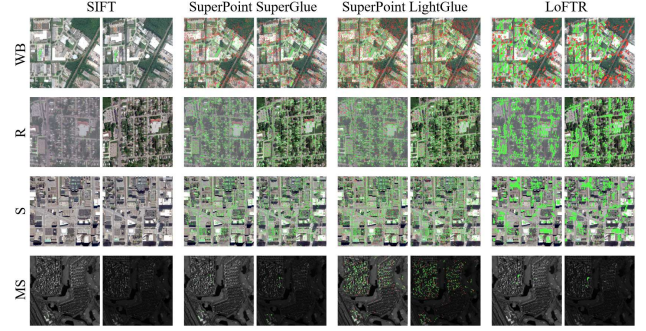 SIFT SuperPoint SuperGlue SuperPoint LightGlue LoFTR
WB
R
S
MS